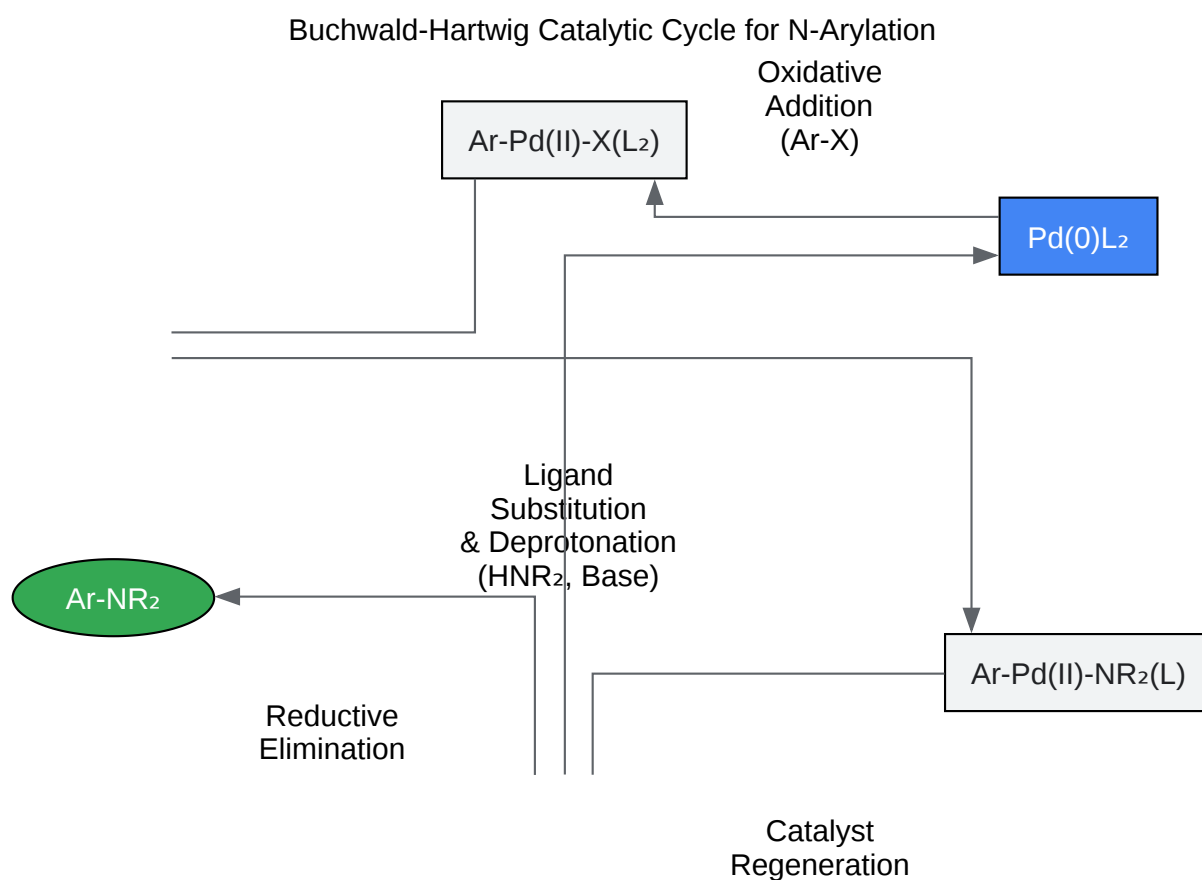 Buchwald-Hartwig Catalytic Cycle for N-Arylation
Oxidative
Addition
(Ar-X)
Ar-Pd(II)-X(L₂)
Pd(0)L₂
Ligand
Substitution
& Deprotonation
(HNR₂, Base)
Ar-NR₂
Ar-Pd(II)-NR₂(L)
Reductive
Elimination
Catalyst
Regeneration